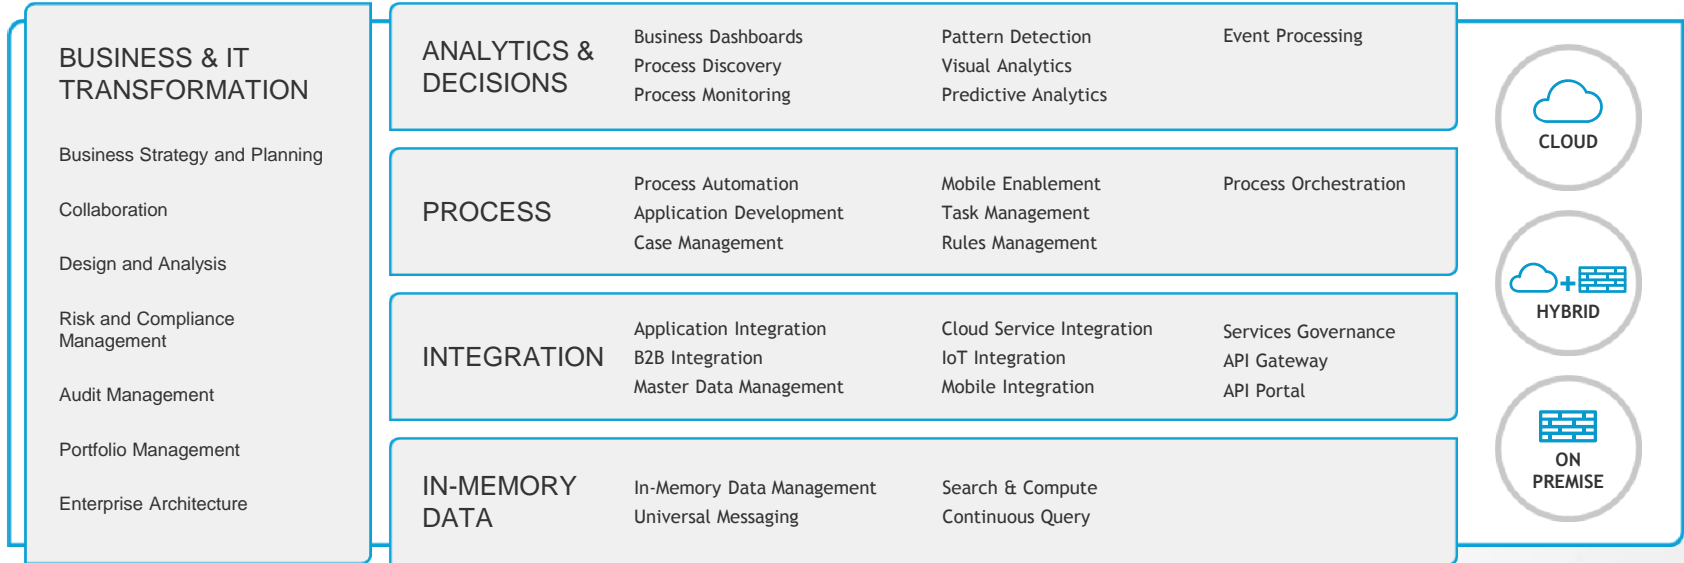 BUSINESS & IT
TRANSFORMATION
Business Strategy and Planning
Collaboration
Design and Analysis
Risk and Compliance
Management
Audit Management
Portfolio Management
Enterprise Architecture
ANALYTICS &
DECISIONS
Business Dashboards
Process Discovery
Process Monitoring
Pattern Detection
Visual Analytics
Predictive Analytics
Event Processing
PROCESS
Process Automation
Application Development
Case Management
Mobile Enablement
Task Management
Rules Management
Process Orchestration
INTEGRATION
Application Integration
B2B Integration
Master Data Management
Cloud Service Integration
IoT Integration
Mobile Integration
Services Governance
API Gateway
API Portal
IN-MEMORY
DATA
In-Memory Data Management
Universal Messaging
Search & Compute
Continuous Query
CLOUD
+
HYBRID
ON
PREMISE